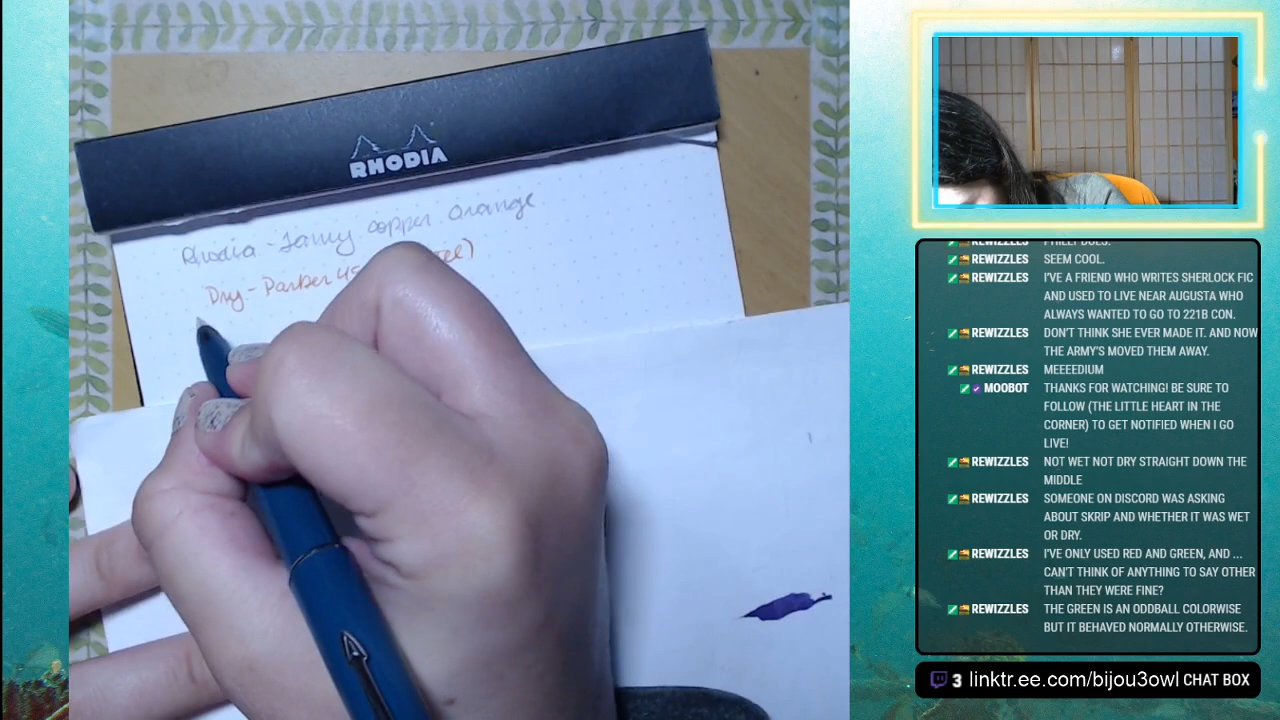 RHODIA
Rhodia - Lamy copper orange
Dry - Parker 45
REWIZZLES PHILLY DOES.
REWIZZLES SEEM COOL.
REWIZZLES I'VE A FRIEND WHO WRITES SHERLOCK FIC
AND USED TO LIVE NEAR AUGUSTA WHO
ALWAYS WANTED TO GO TO 221B CON.
REWIZZLES DON'T THINK SHE EVER MADE IT. AND NOW
THE ARMY'S MOVED THEM AWAY.
REWIZZLES MEEEEDIUM
MOOBOT THANKS FOR WATCHING! BE SURE TO
FOLLOW (THE LITTLE HEART IN THE
CORNER) TO GET NOTIFIED WHEN I GO
LIVE!
REWIZZLES NOT WET NOT DRY STRAIGHT DOWN THE
MIDDLE
REWIZZLES SOMEONE ON DISCORD WAS ASKING
ABOUT SKRIP AND WHETHER IT WAS WET
OR DRY.
REWIZZLES I'VE ONLY USED RED AND GREEN, AND ...
CAN'T THINK OF ANYTHING TO SAY OTHER
THAN THEY WERE FINE?
REWIZZLES THE GREEN IS AN ODDBALL COLORWISE
BUT IT BEHAVED NORMALLY OTHERWISE.
3 linktr.ee.com/bijou3owl CHAT BOX